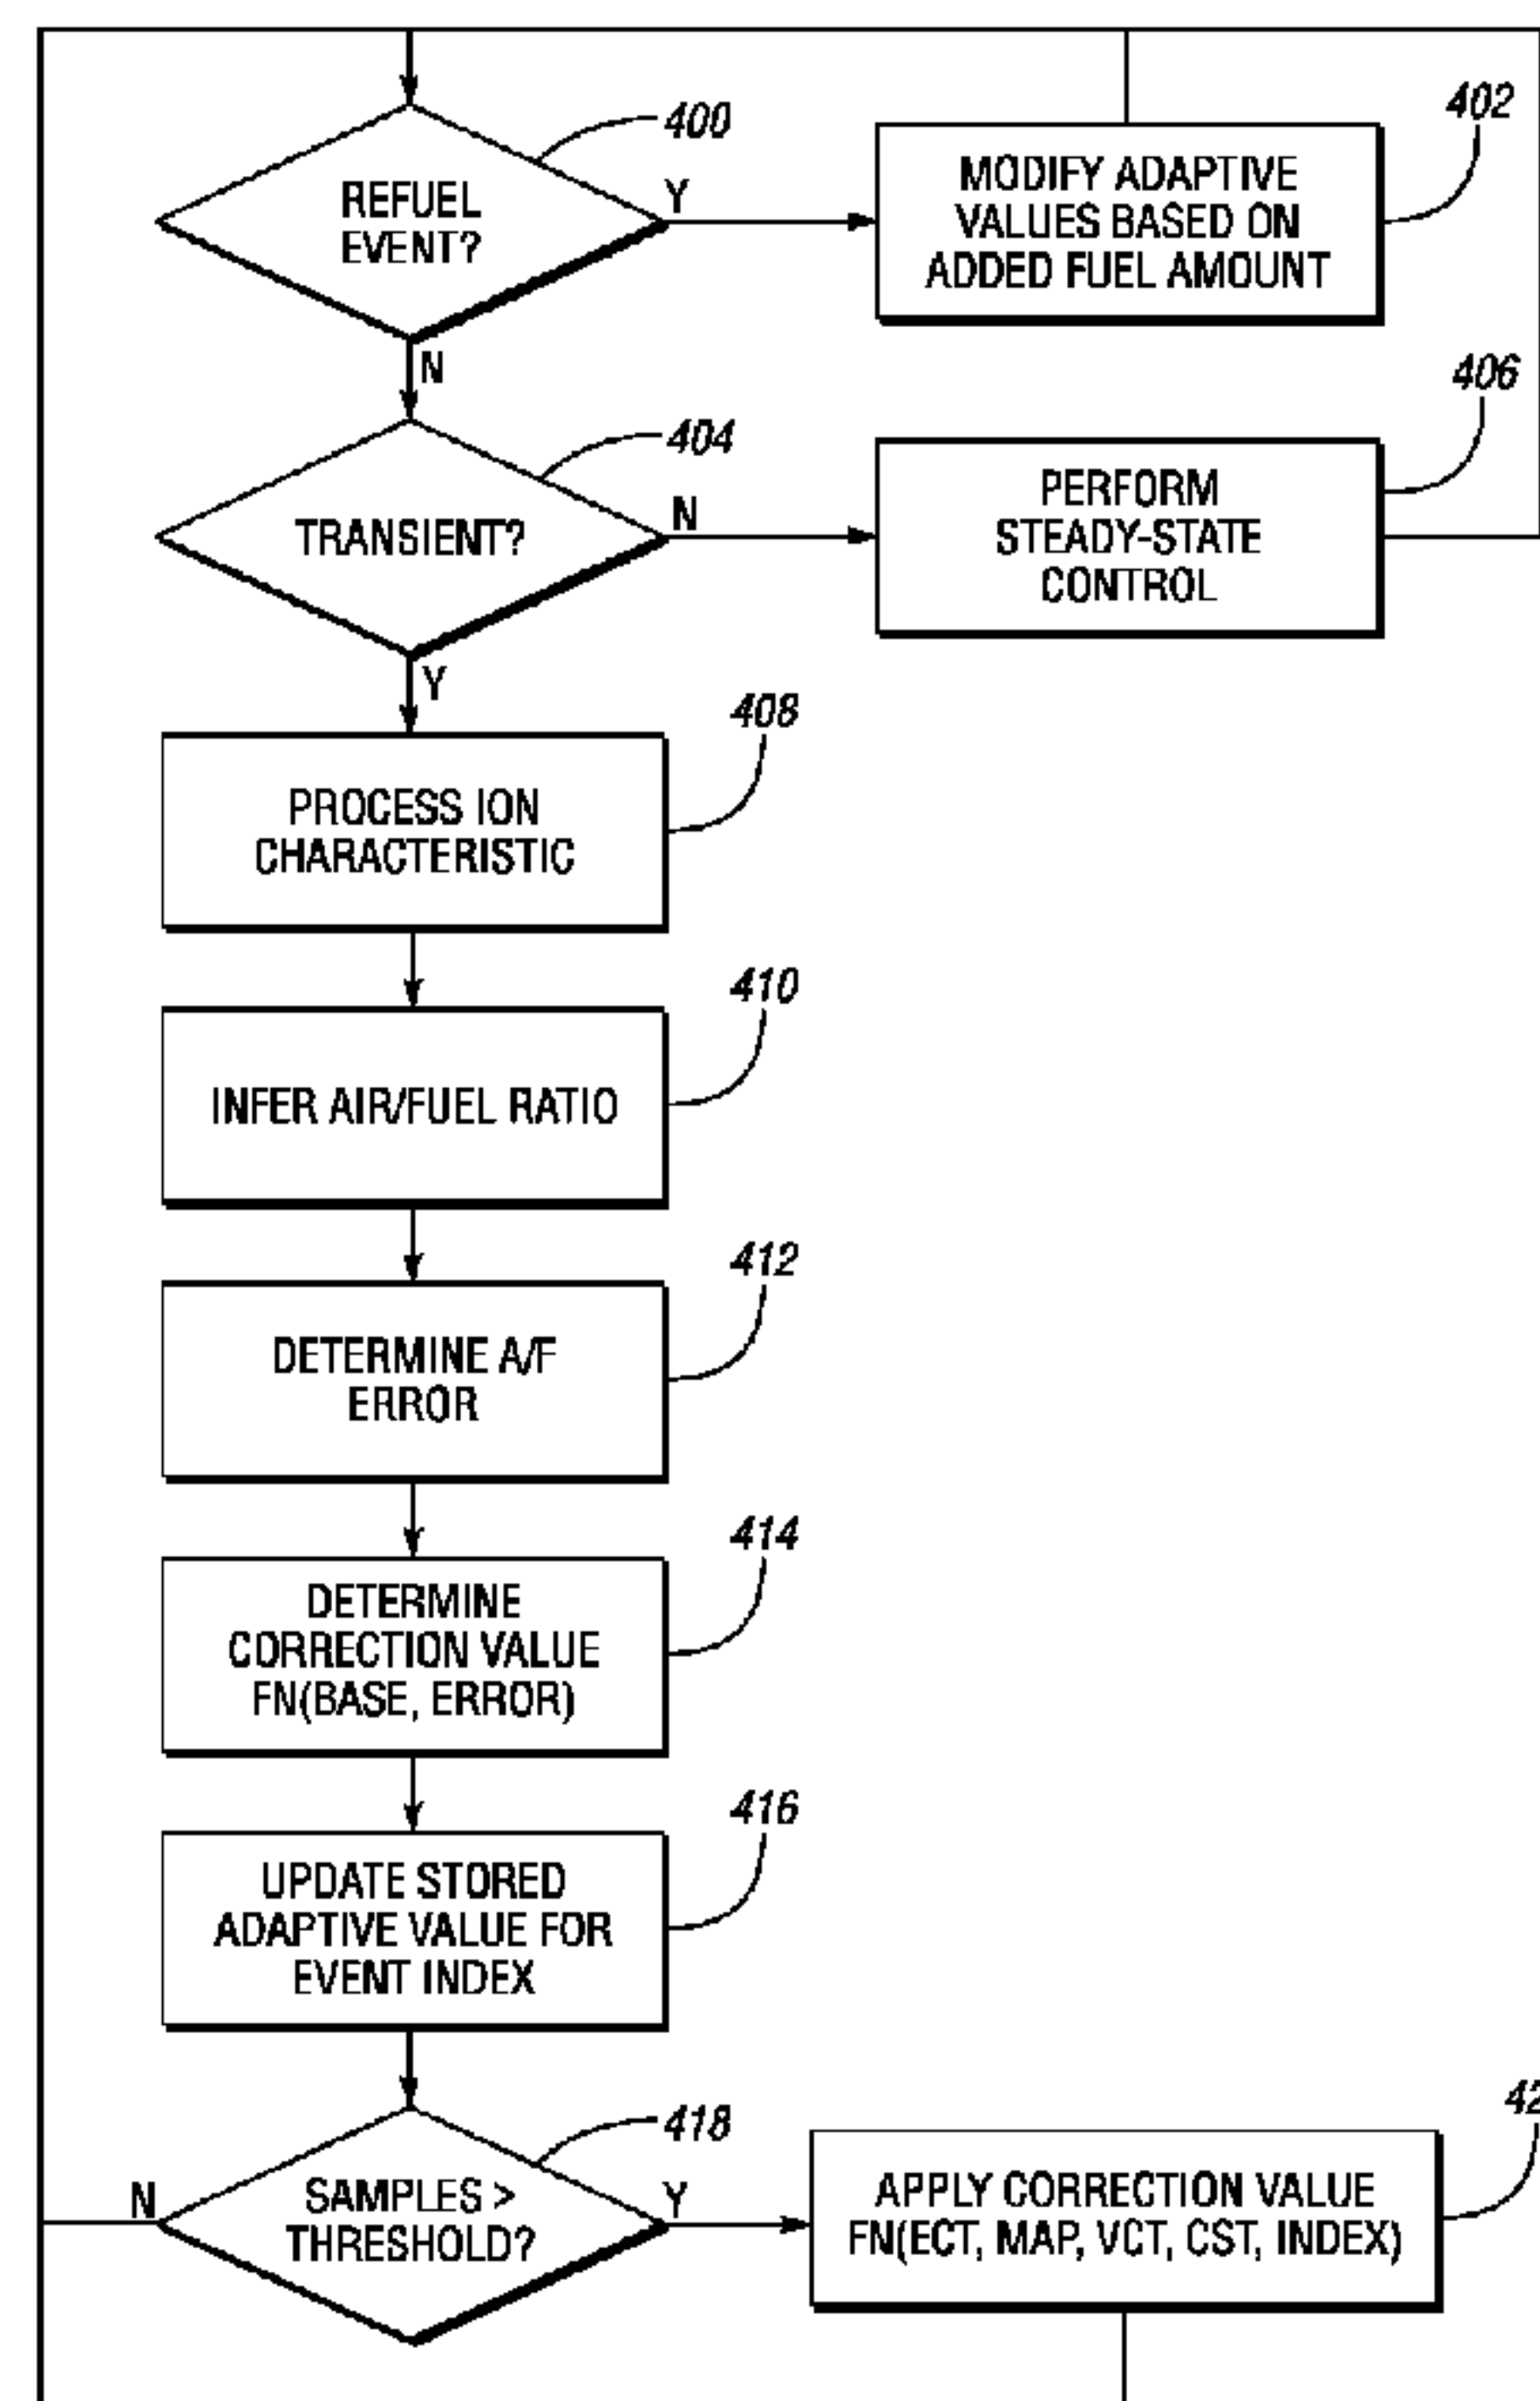 400
REFUEL
EVENT?
Y
N
402
MODIFY ADAPTIVE
VALUES BASED ON
ADDED FUEL AMOUNT
404
TRANSIENT?
N
Y
406
PERFORM
STEADY-STATE
CONTROL
408
PROCESS ION
CHARACTERISTIC
410
INFER AIR/FUEL RATIO
412
DETERMINE A/F
ERROR
414
DETERMINE
CORRECTION VALUE
FN(BASE, ERROR)
416
UPDATE STORED
ADAPTIVE VALUE FOR
EVENT INDEX
418
N
SAMPLES >
THRESHOLD?
Y
APPLY CORRECTION VALUE
FN(ECT, MAP, VCT, CST, INDEX)